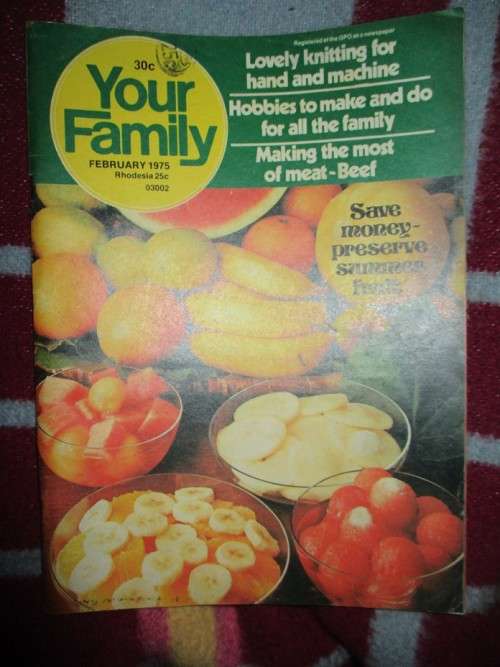 Registered at the GPO as a newspaper
30c
Your
Family
FEBRUARY 1975
Rhodesia 25c
03002
Lovely knitting for
hand and machine
Hobbies to make and do
for all the family
Making the most
of meat-Beef
Save
money-
preserve
summer
fruit